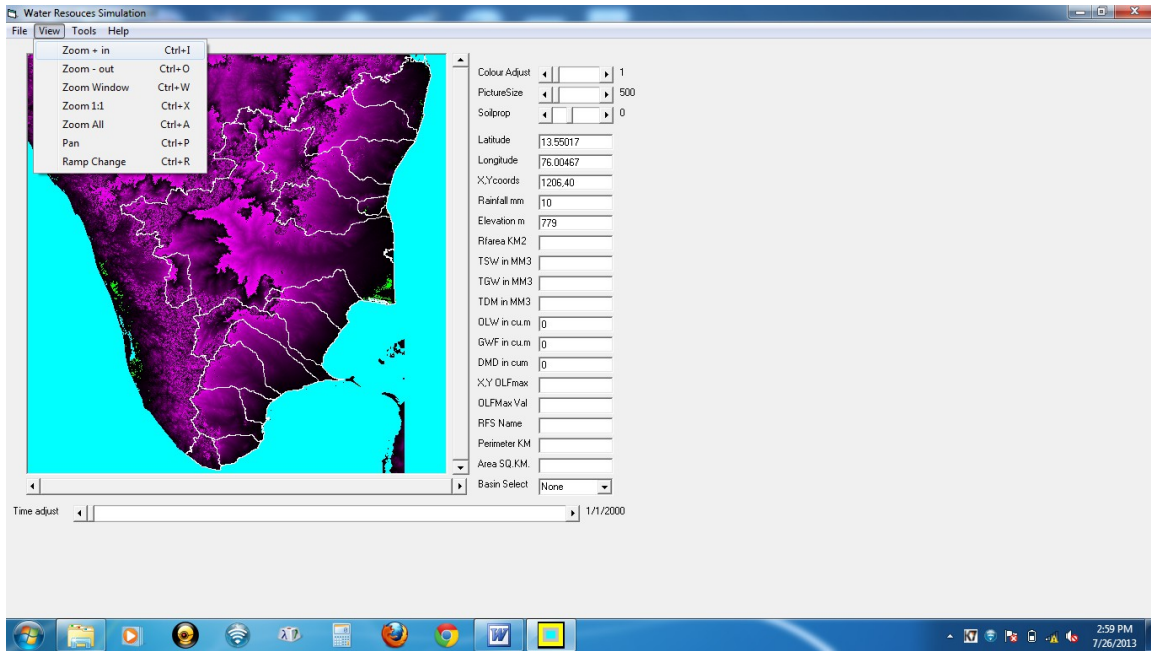 Water Resouces Simulation
File View Tools Help
Zoom + in Ctrl+I
Zoom - out Ctrl+O
Zoom Window Ctrl+W
Zoom 1:1 Ctrl+X
Zoom All Ctrl+A
Pan Ctrl+P
Ramp Change Ctrl+R
Colour Adjust 1
PictureSize 500
Soilprop 0
Latitude 13.55017
Longitude 76.00467
X,Ycoords 1206,40
Rainfall mm 10
Elevation m 779
Rfarea KM2
TSW in MM3
TGW in MM3
TDM in MM3
OLW in cu.m 0
GWF in cu.m 0
DMD in cum 0
X,Y OLFmax
OLFMax Val
RFS Name
Perimeter KM
Area SQ.KM.
Basin Select None
Time adjust 1/1/2000
2:59 PM
7/26/2013